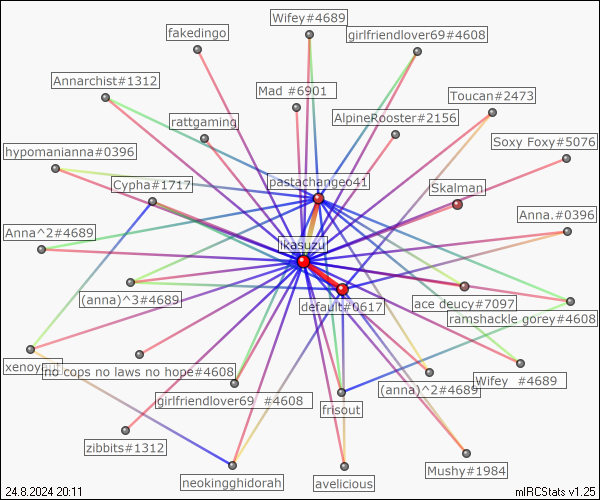 Wifey#4689
fakedingo
girlfriendlover69#4608
Annarchist#1312
Mad #6901
Toucan#2473
rattgaming
AlpineRooster#2156
Soxy Foxy#5076
hypomanianna#0396
pastachangeo41
Cypha#1717
Skalman
Anna.#0396
Anna^2#4689
ikasuzu
(anna)^3#4689
default#0617
ace deucy#7097
iamshackle gorey#4608
no cops no laws no hope#4608
Wifey #4689
(anna)^2#4689
girlfriendlover69 #4608
frisout
zibbits#1312
Mushy#1984
neokingghidorah
avelicious
24.8.2024 20:11
mIRCStats v1.25